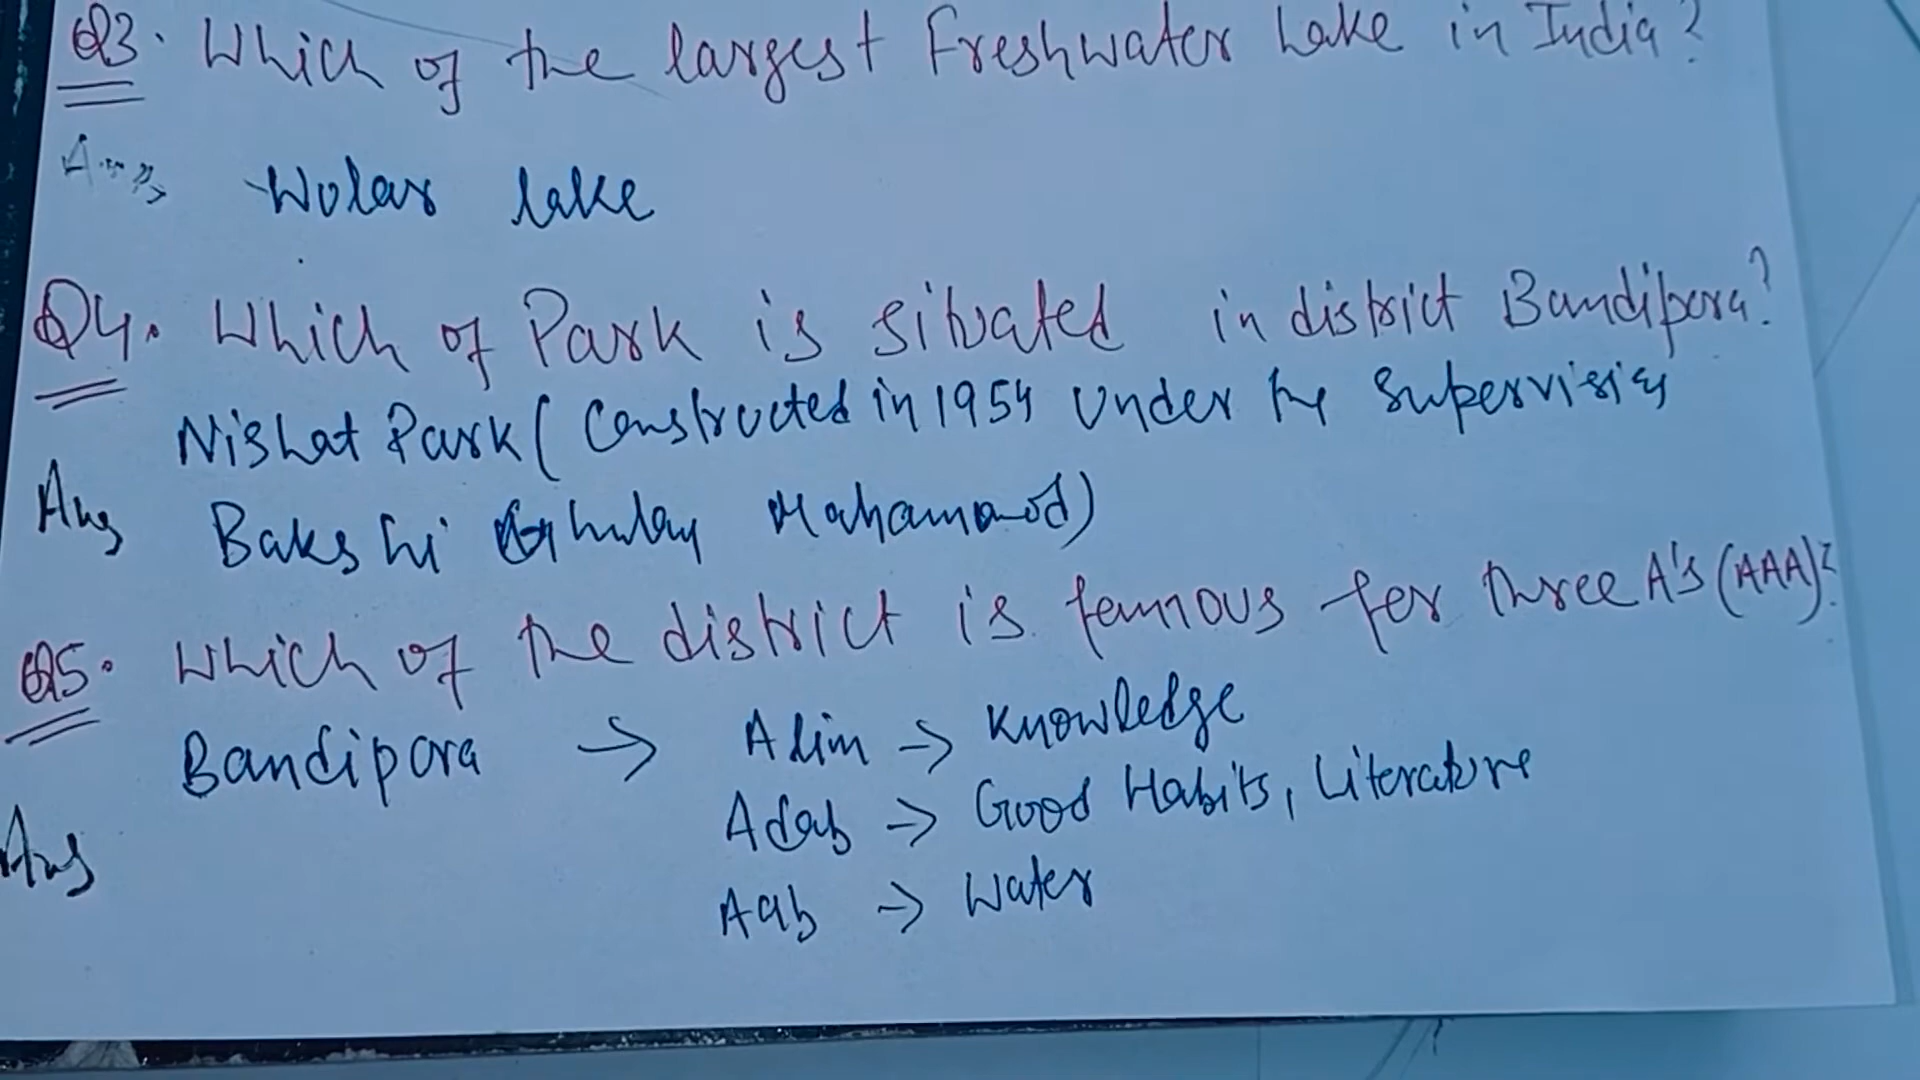 Q3. Which of the largest Freshwater Lake in India?
Ans Wular lake
Q4. Which of Park is situated in district Bandipora?
Nishat Park (Constructed in 1954 Under the Supervision
Ans Bakshi Ghulam Mahammad)
Q5. Which of the district is famous for three A's (AAA)?
Bandipora → Alim → Knowledge
Adab → Good Habits, Literature
Ans
Aab → Water